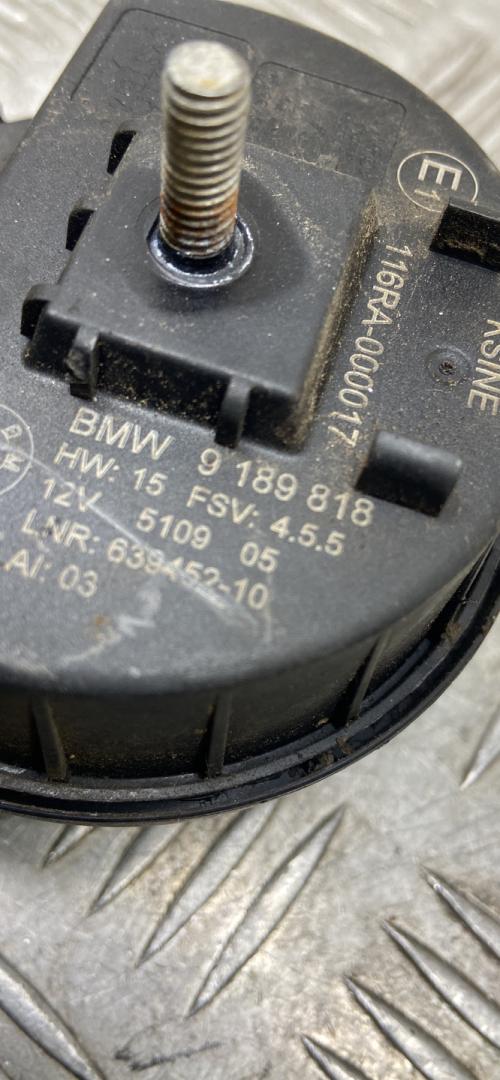 E1
116RA-000017
KSINE
BMW 9 189 818
HW: 15 FSV: 4.5.5
12V 5109 05
LNR: 639452-10
AI: 03